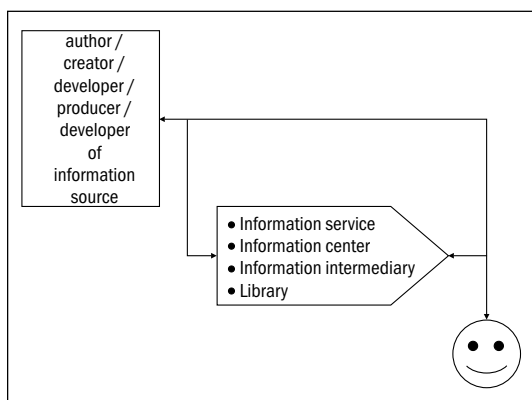 author /
creator /
developer /
producer /
developer
of
information
source
● Information service
● Information center
● Information intermediary
● Library